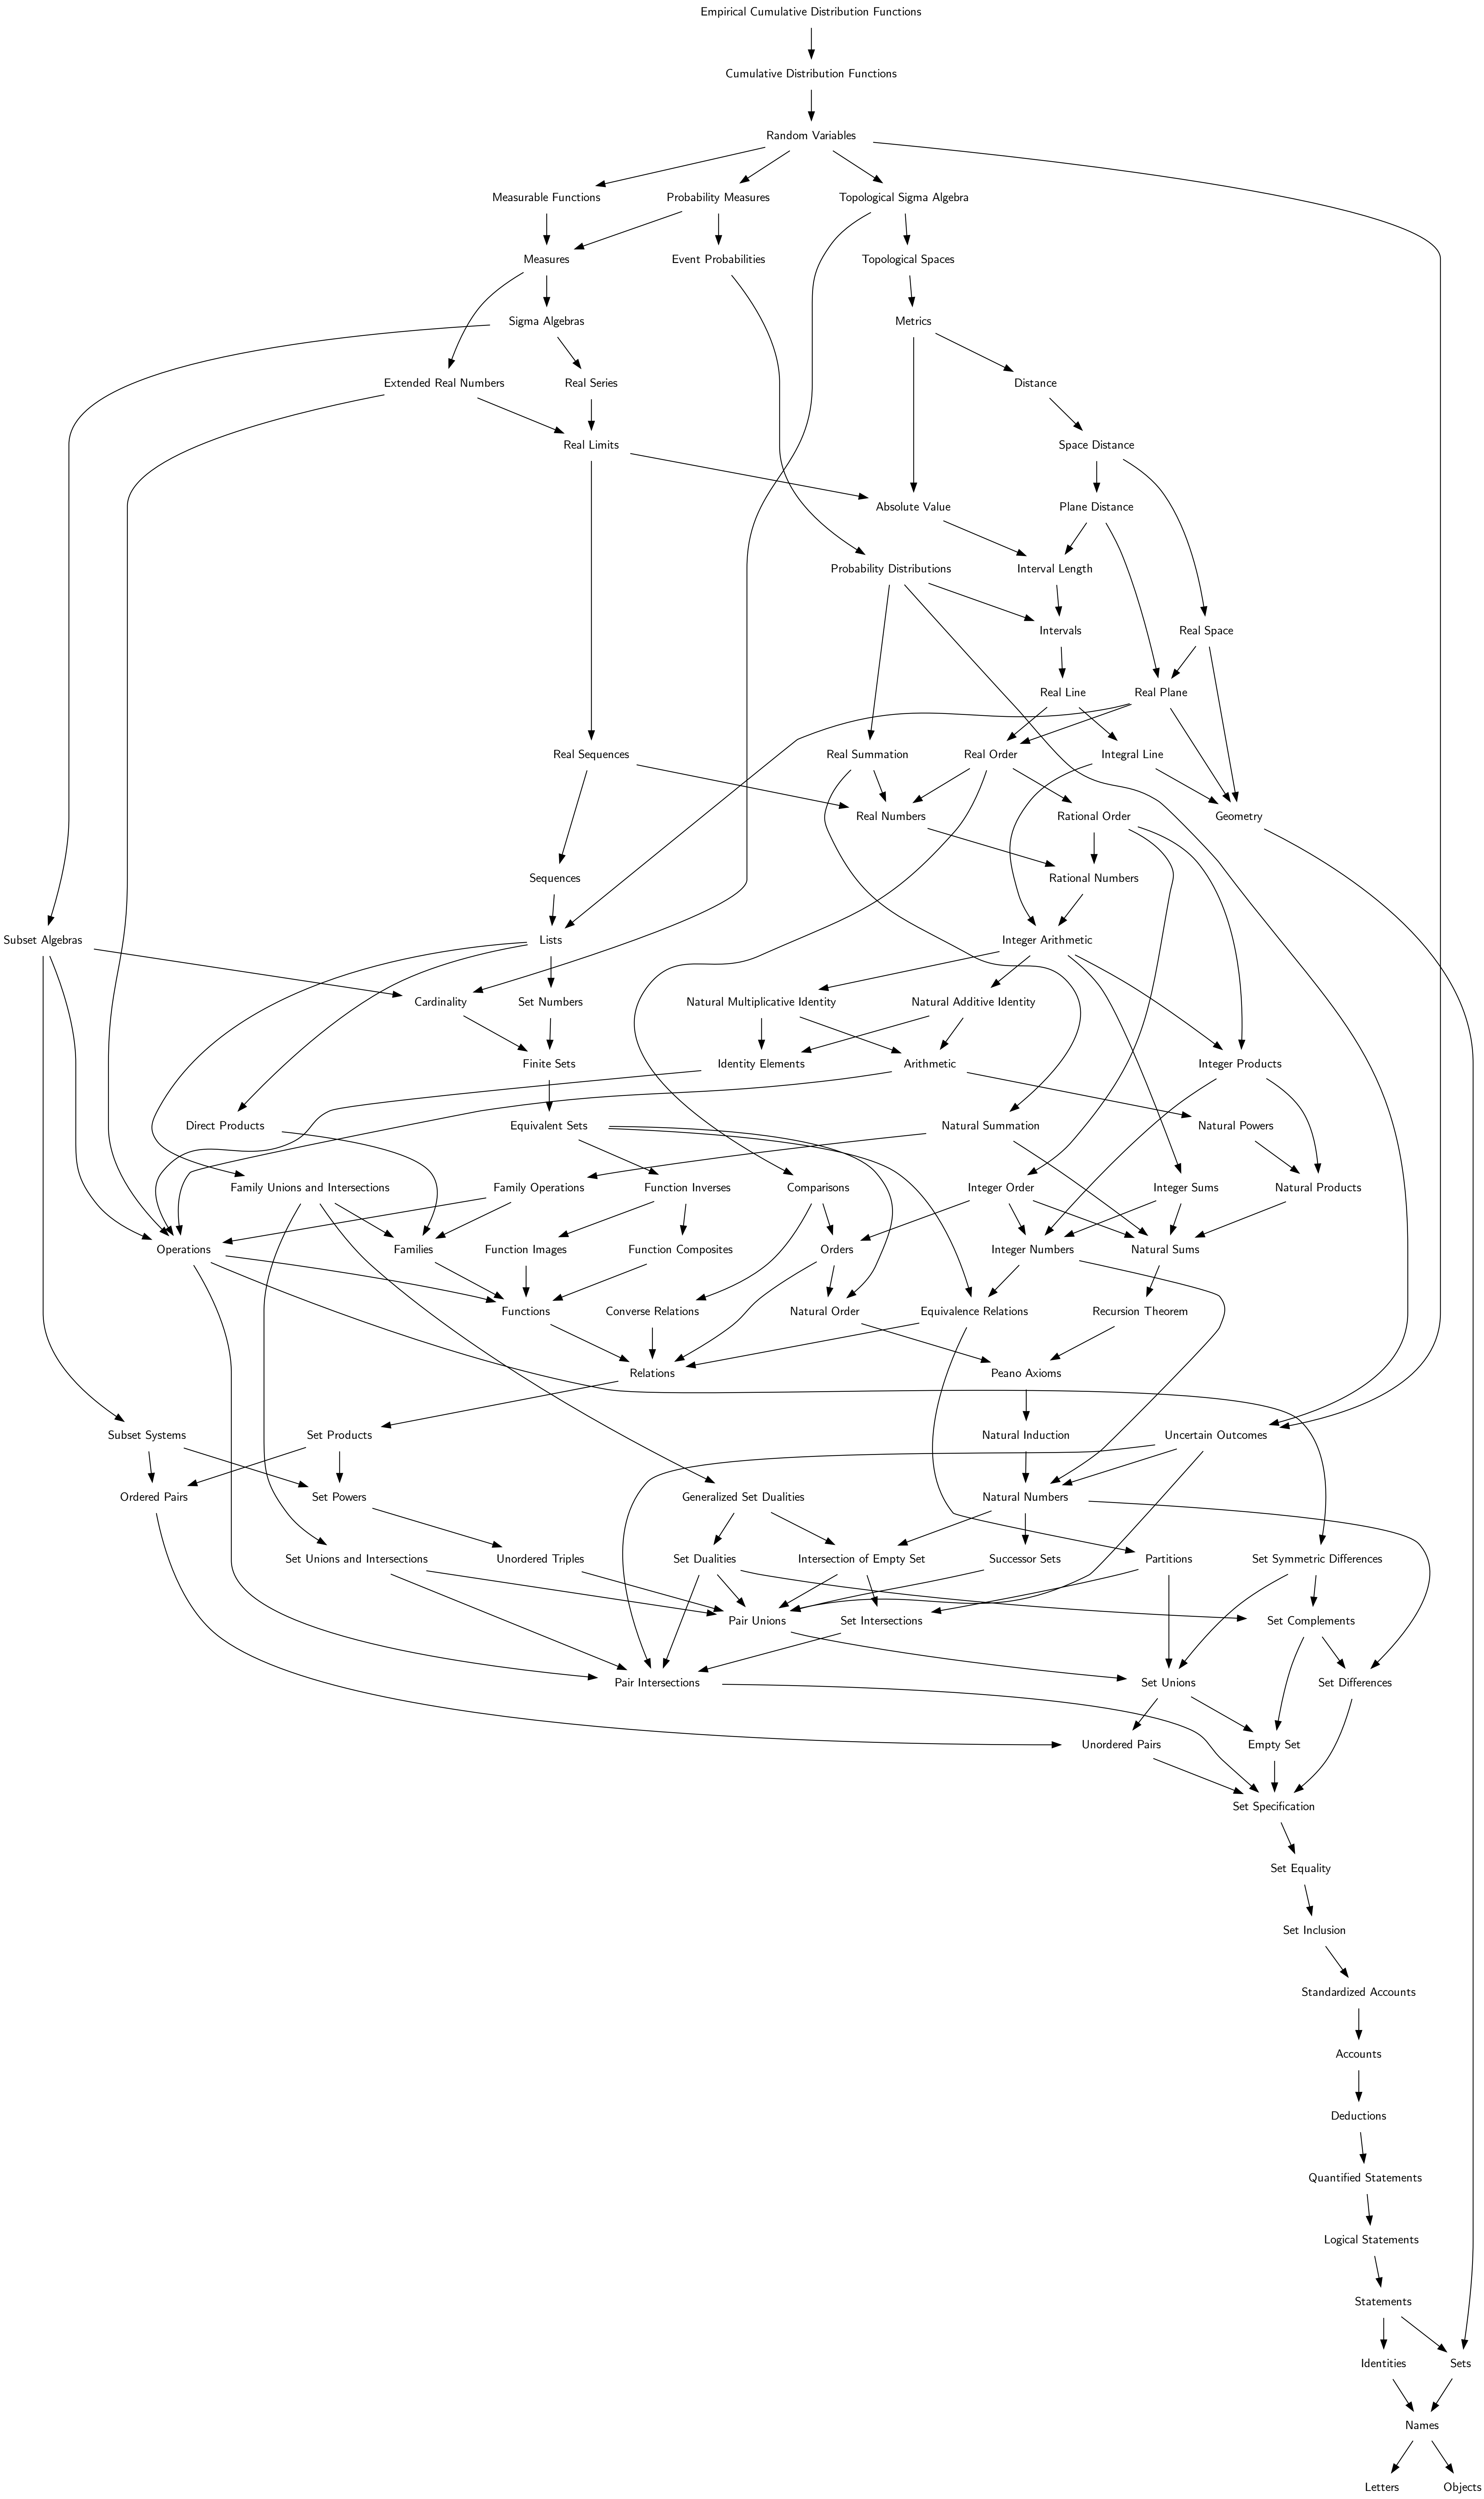 Empirical Cumulative Distribution Functions
Cumulative Distribution Functions
Random Variables
Measurable Functions
Probability Measures
Topological Sigma Algebra
Measures
Event Probabilities
Topological Spaces
Sigma Algebras
Metrics
Extended Real Numbers
Real Series
Distance
Real Limits
Space Distance
Absolute Value
Plane Distance
Probability Distributions
Interval Length
Intervals
Real Space
Real Line
Real Plane
Real Sequences
Real Summation
Real Order
Integral Line
Real Numbers
Rational Order
Geometry
Sequences
Rational Numbers
Subset Algebras
Lists
Integer Arithmetic
Cardinality
Set Numbers
Natural Multiplicative Identity
Natural Additive Identity
Finite Sets
Identity Elements
Arithmetic
Integer Products
Direct Products
Equivalent Sets
Natural Summation
Natural Powers
Family Unions and Intersections
Family Operations
Function Inverses
Comparisons
Integer Order
Integer Sums
Natural Products
Operations
Families
Function Images
Function Composites
Orders
Integer Numbers
Natural Sums
Functions
Converse Relations
Natural Order
Equivalence Relations
Recursion Theorem
Relations
Peano Axioms
Subset Systems
Set Products
Natural Induction
Uncertain Outcomes
Ordered Pairs
Set Powers
Generalized Set Dualities
Natural Numbers
Set Unions and Intersections
Unordered Triples
Set Dualities
Intersection of Empty Set
Successor Sets
Partitions
Set Symmetric Differences
Pair Unions
Set Intersections
Set Complements
Pair Intersections
Set Unions
Set Differences
Unordered Pairs
Empty Set
Set Specification
Set Equality
Set Inclusion
Standardized Accounts
Accounts
Deductions
Quantified Statements
Logical Statements
Statements
Identities
Sets
Names
Letters
Objects